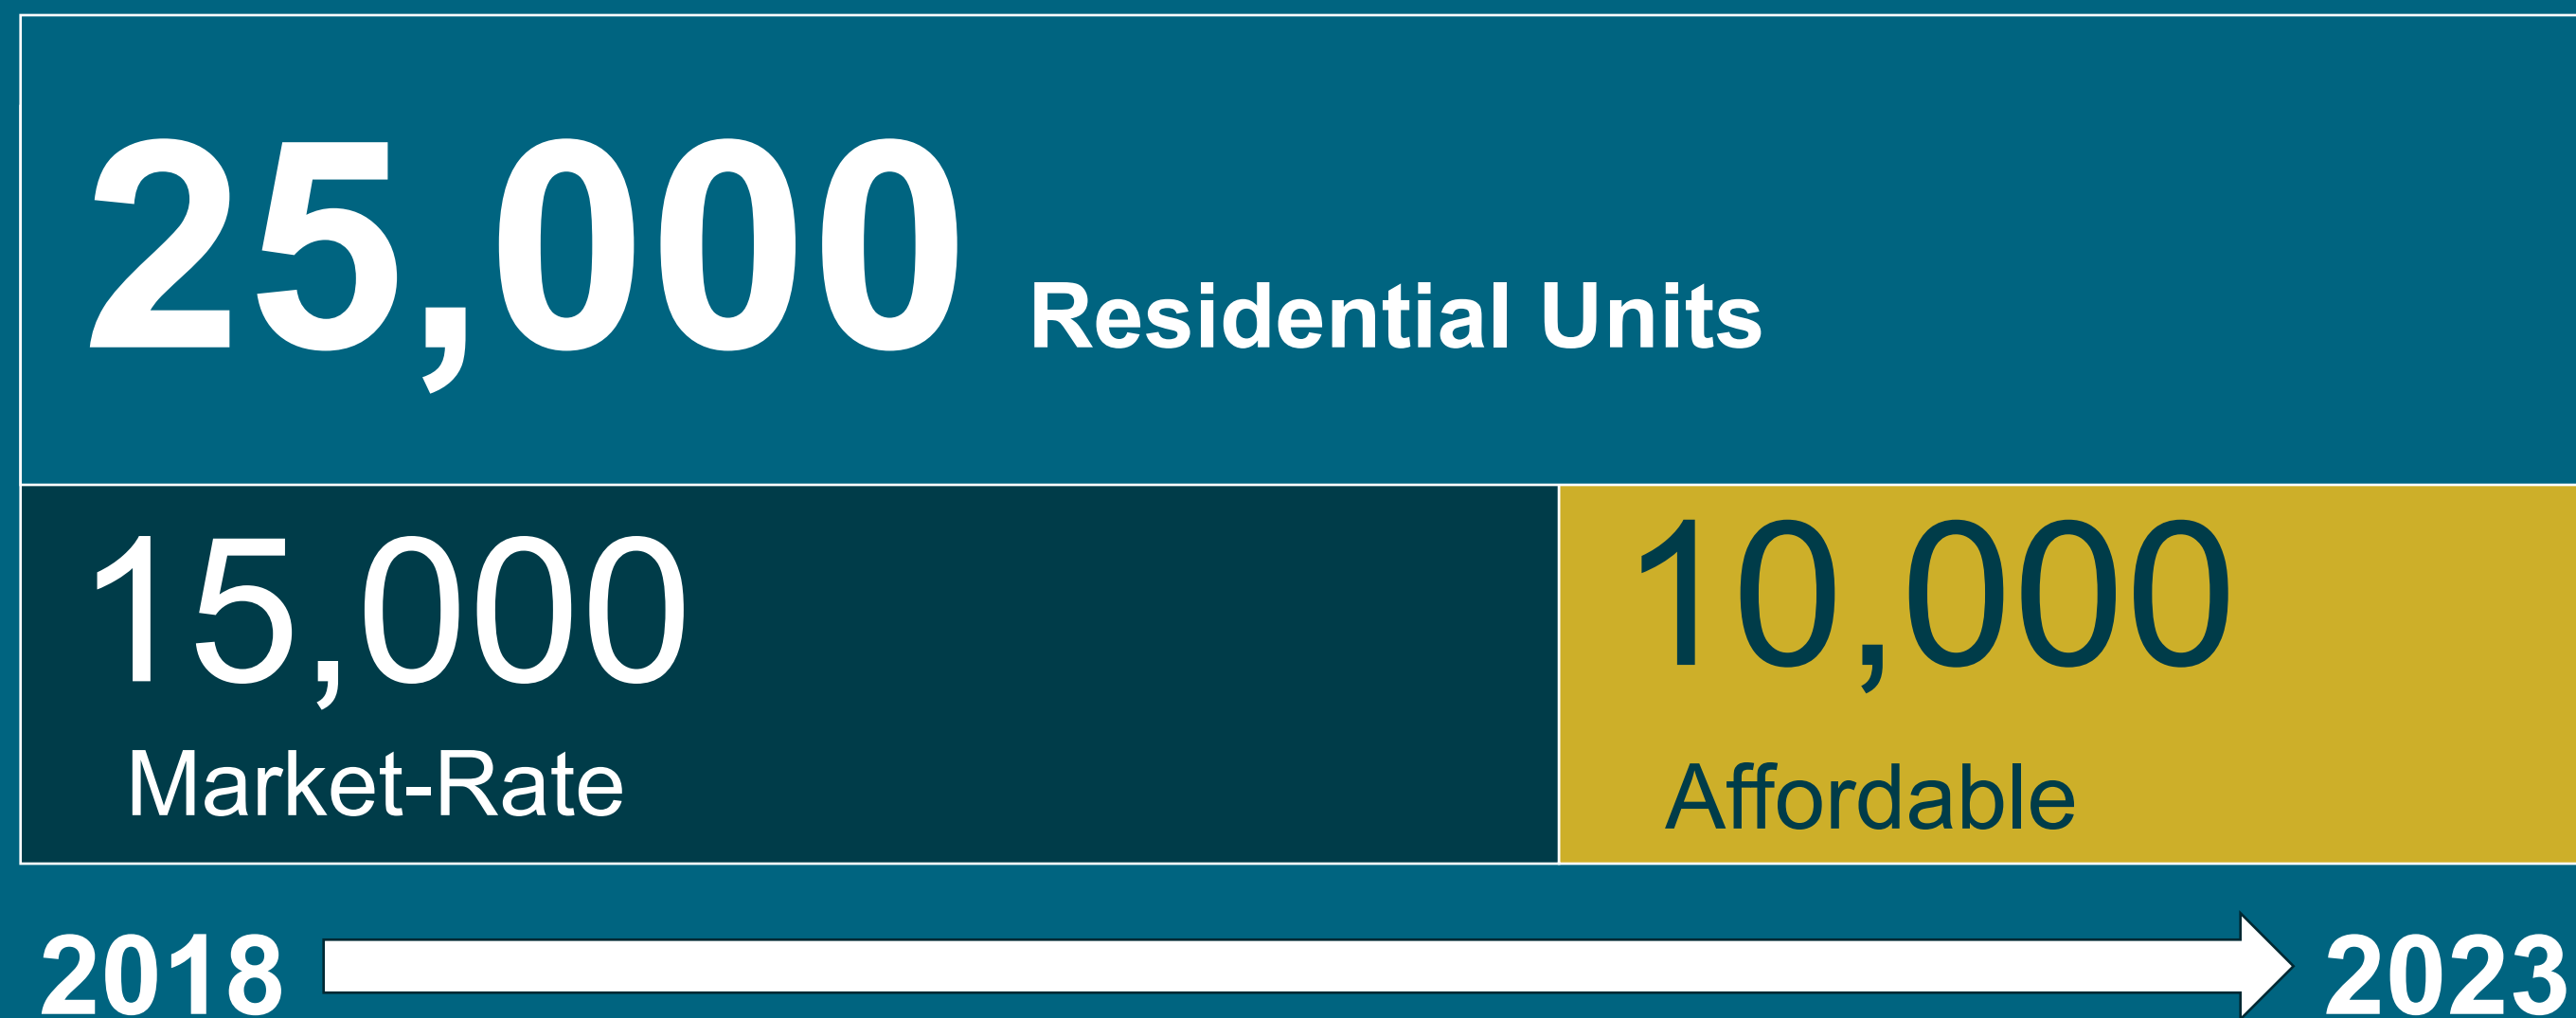 25,000 Residential Units
15,000
Market-Rate
10,000
Affordable
2018
2023